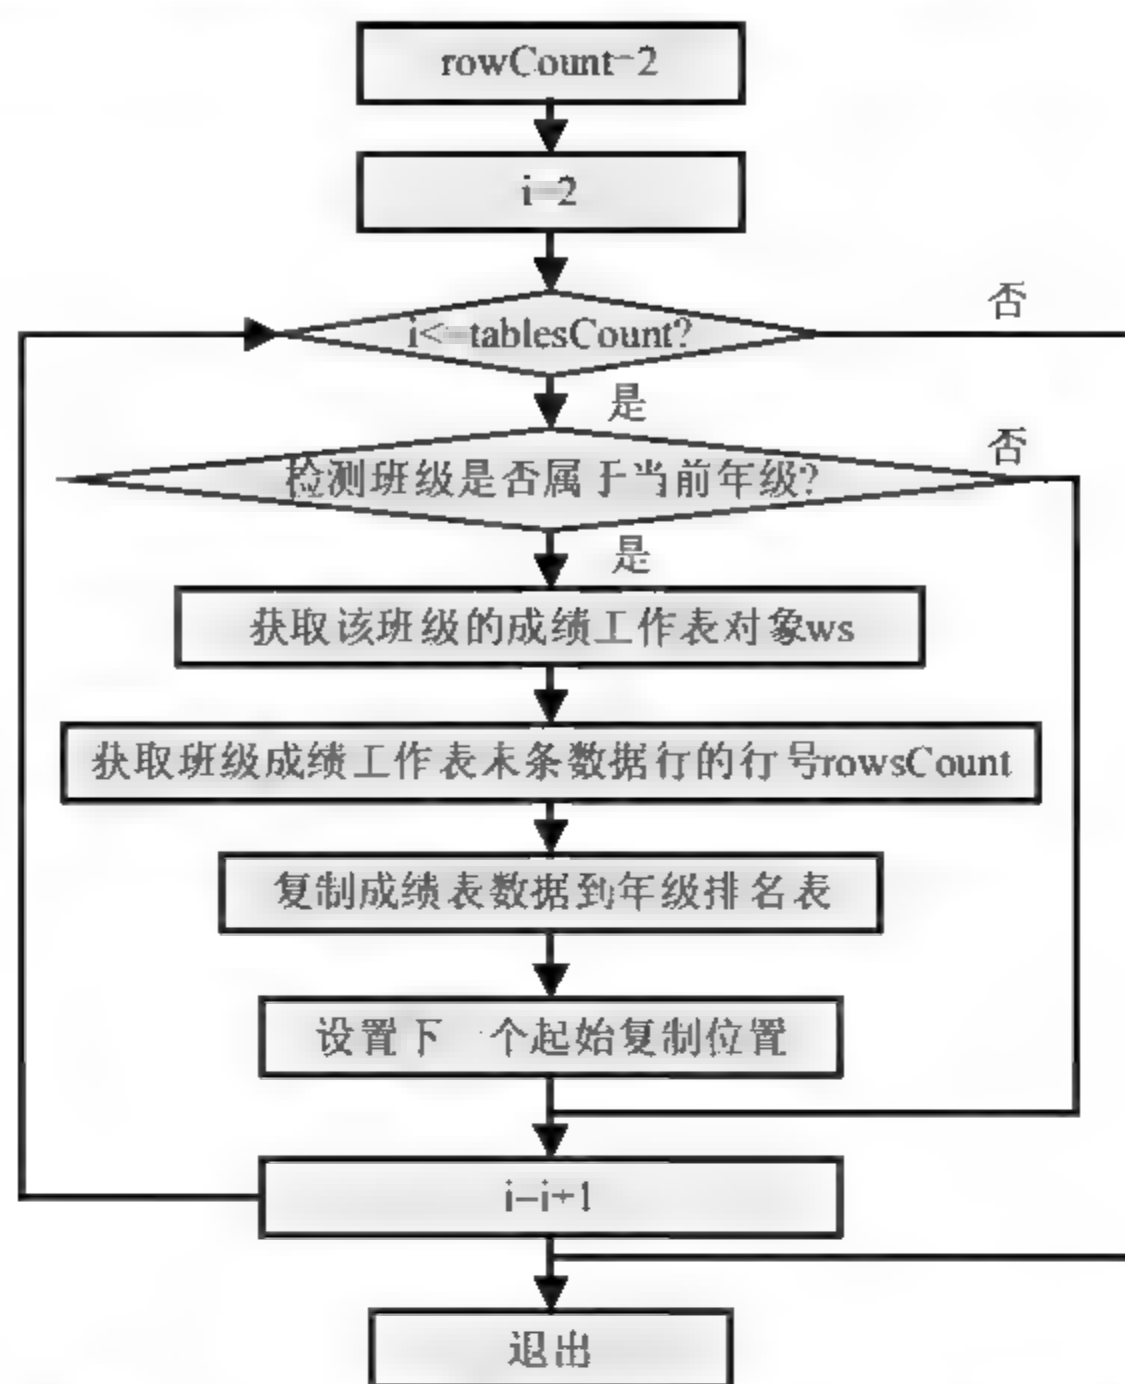 rowCount=2
i=2
i<=tablesCount?
否
是
检测班级是否属于当前年级?
否
是
获取该班级的成绩工作表对象ws
获取班级成绩工作表末条数据行的行号rowsCount
复制成绩表数据到年级排名表
设置下一个起始复制位置
i=i+1
退出